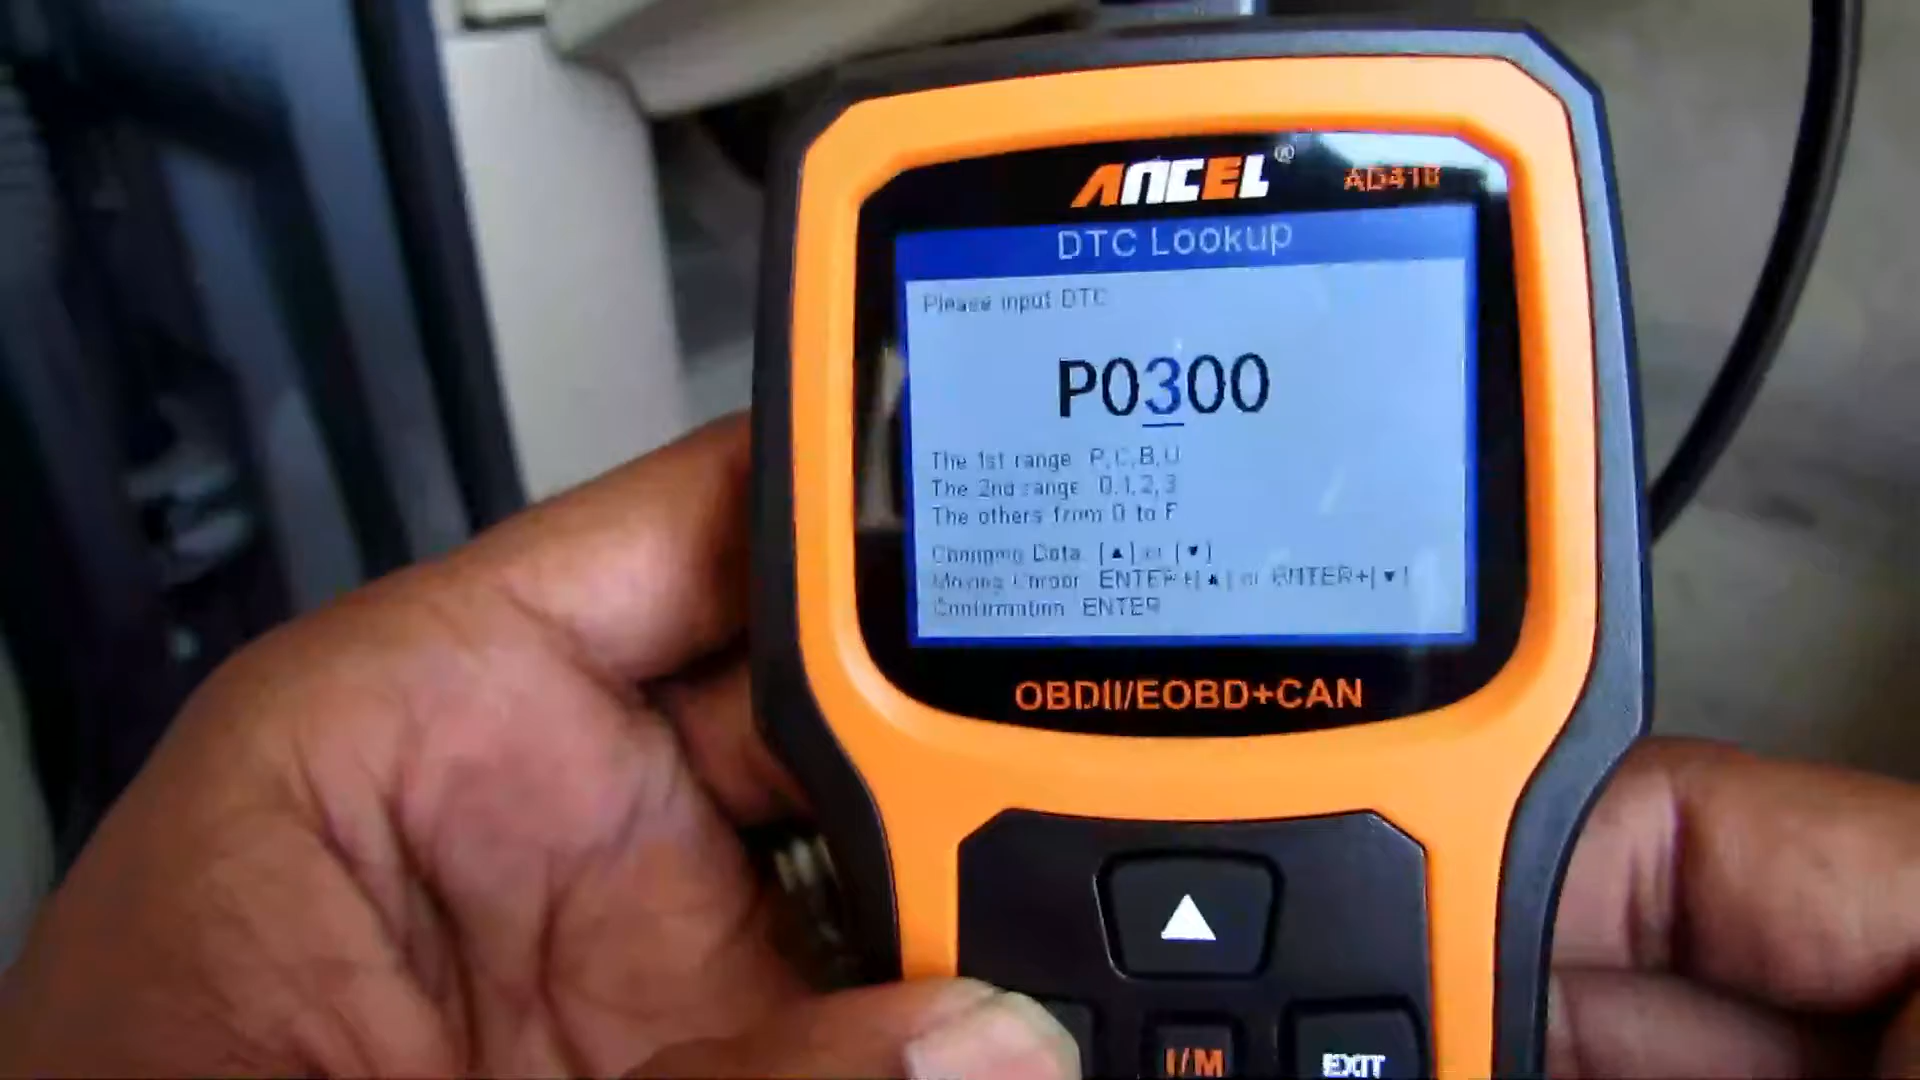 ANCEL® AD410
DTC Lookup
Please input DTC
P0300
The 1st range P,C,B,U
The 2nd range 0,1,2,3
The others from 0 to F
Changing Data [▲] or [▼]
Moving Cursor ENTER+[▲] or ENTER+[▼]
Confirmation ENTER
OBDII/EOBD+CAN
▲
I/M EXIT